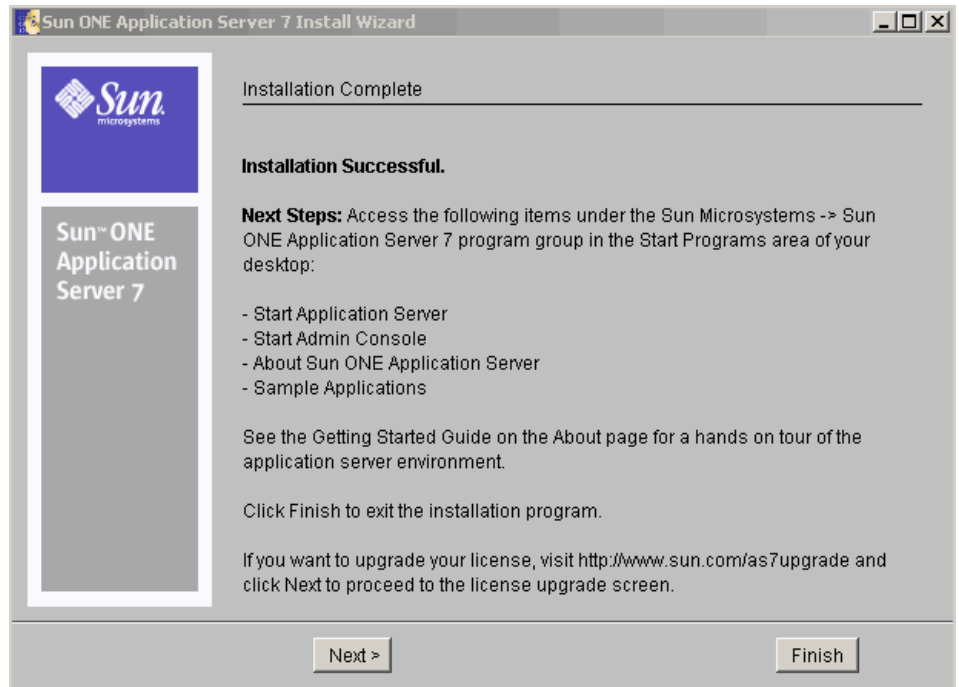 Sun ONE Application Server 7 Install Wizard
Sun
microsystems
Sun™ ONE
Application
Server 7
Installation Complete
Installation Successful.
Next Steps: Access the following items under the Sun Microsystems -> Sun
ONE Application Server 7 program group in the Start Programs area of your
desktop:
- Start Application Server
- Start Admin Console
- About Sun ONE Application Server
- Sample Applications
See the Getting Started Guide on the About page for a hands on tour of the
application server environment.
Click Finish to exit the installation program.
If you want to upgrade your license, visit http://www.sun.com/as7upgrade and
click Next to proceed to the license upgrade screen.
Next >
Finish